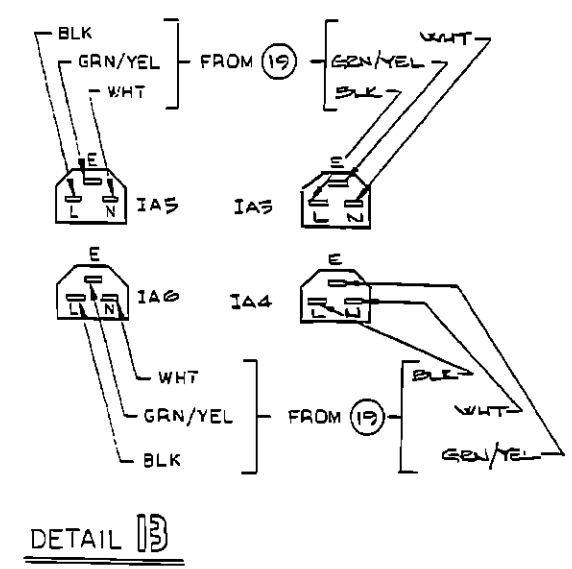 BLK
WHT
GRN/YEL FROM 19 GRN/YEL
WHT BLK
E E
L N IA5 IA3 L N
E E
L N IA6 IA4 L N
WHT BLK
GRN/YEL FROM 19 WHT
BLK GRN/YEL
DETAIL 13